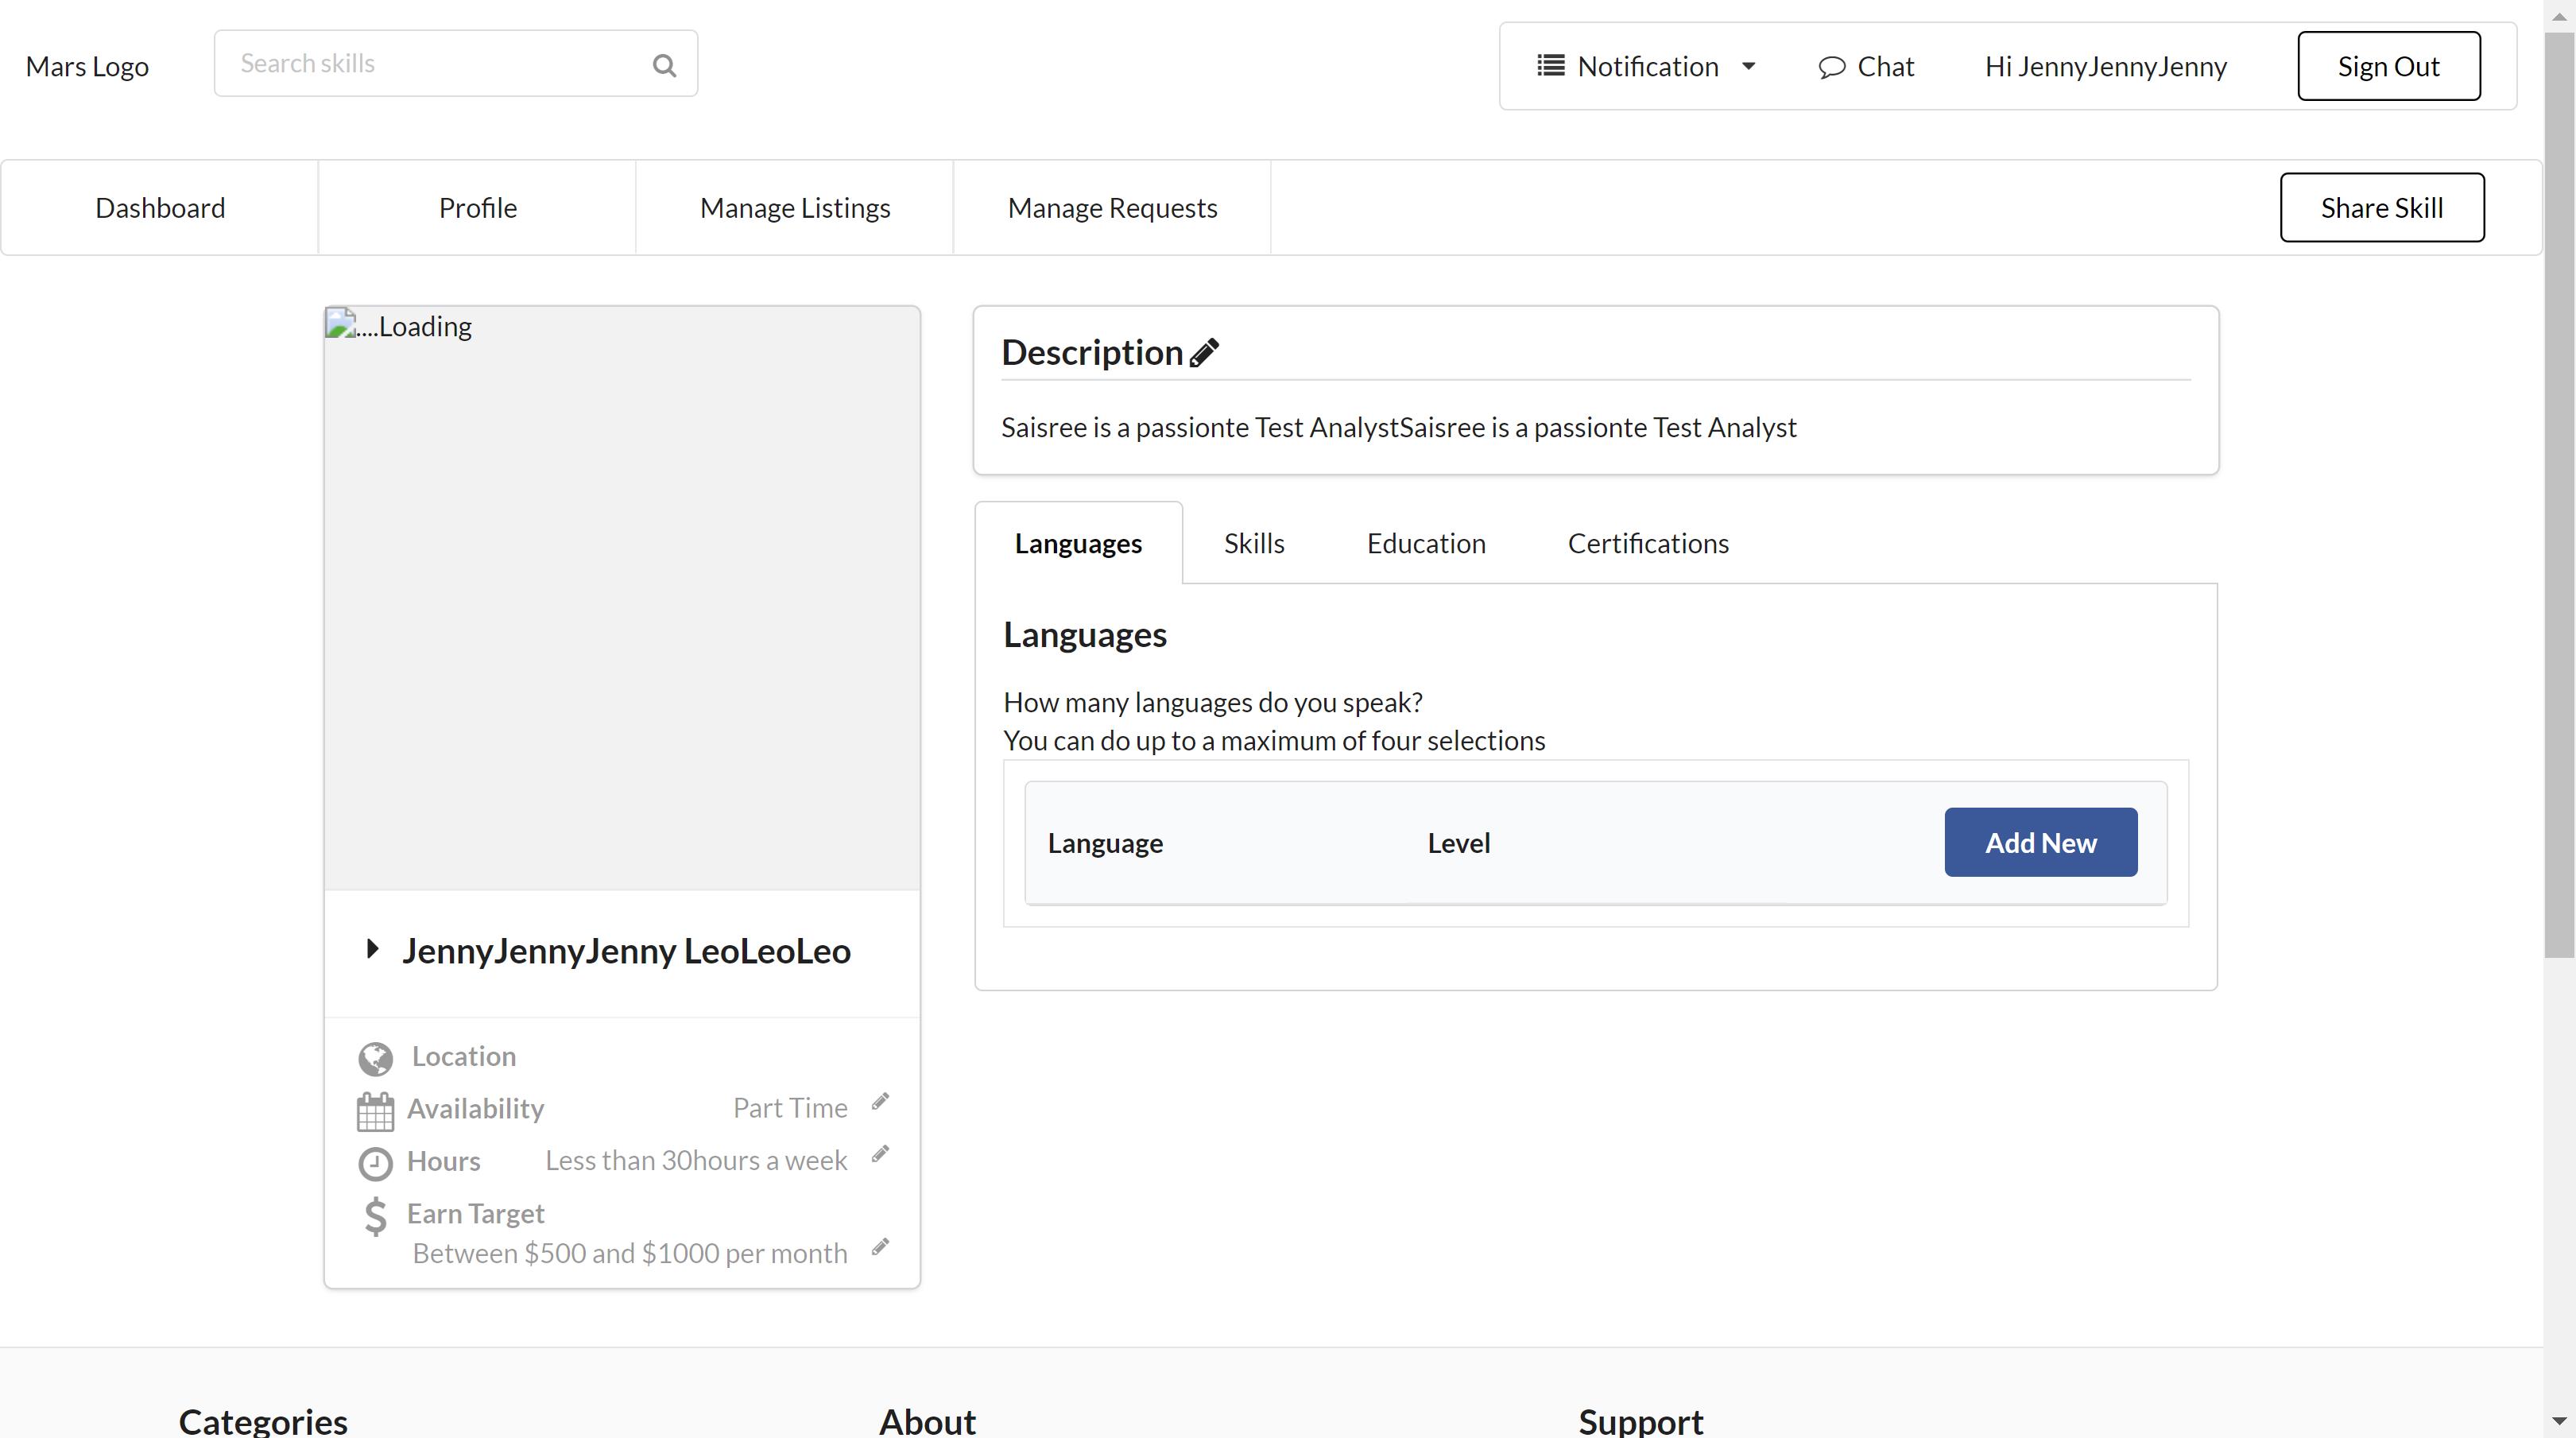 Mars Logo
Search skills
Notification
Chat
Hi JennyJennyJenny
Sign Out
Dashboard
Profile
Manage Listings
Manage Requests
Share Skill
....Loading
JennyJennyJenny LeoLeoLeo
Location
Availability Part Time
Hours Less than 30hours a week
Earn Target
Between $500 and $1000 per month
Description
Saisree is a passionte Test AnalystSaisree is a passionte Test Analyst
Languages
Skills
Education
Certifications
Languages
How many languages do you speak?
You can do up to a maximum of four selections
Language Level Add New
Categories
About
Support